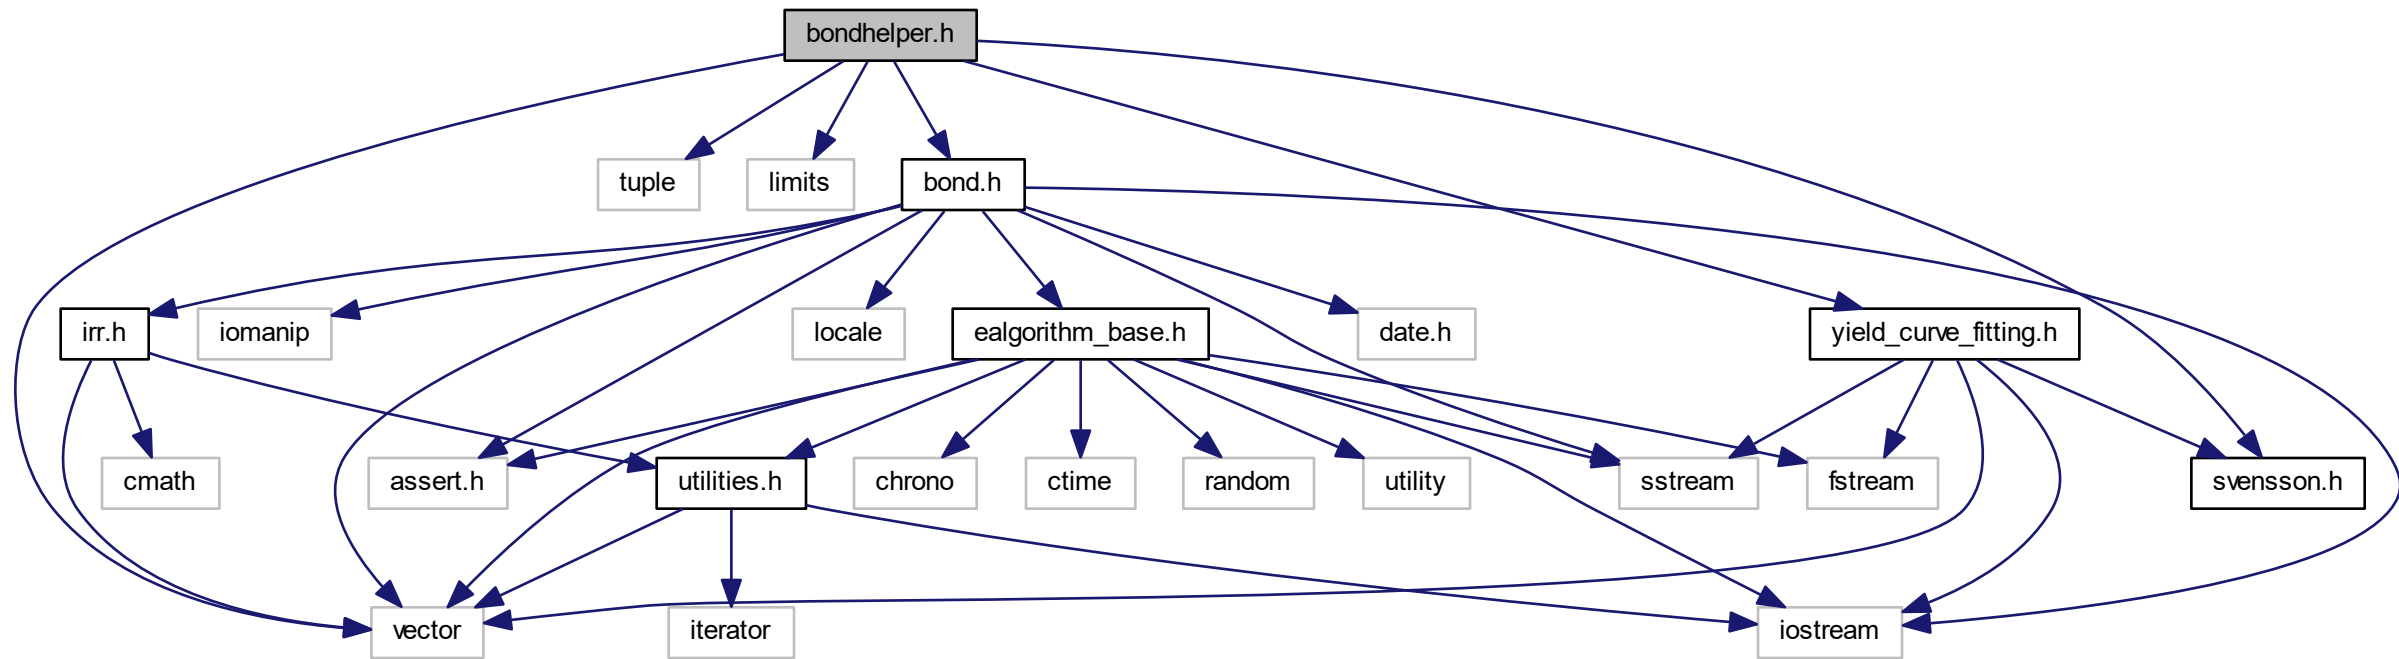 bondhelper.h
tuple
limits
bond.h
irr.h
iomanip
locale
ealgorithm_base.h
date.h
yield_curve_fitting.h
cmath
assert.h
utilities.h
chrono
ctime
random
utility
sstream
fstream
svensson.h
vector
iterator
iostream